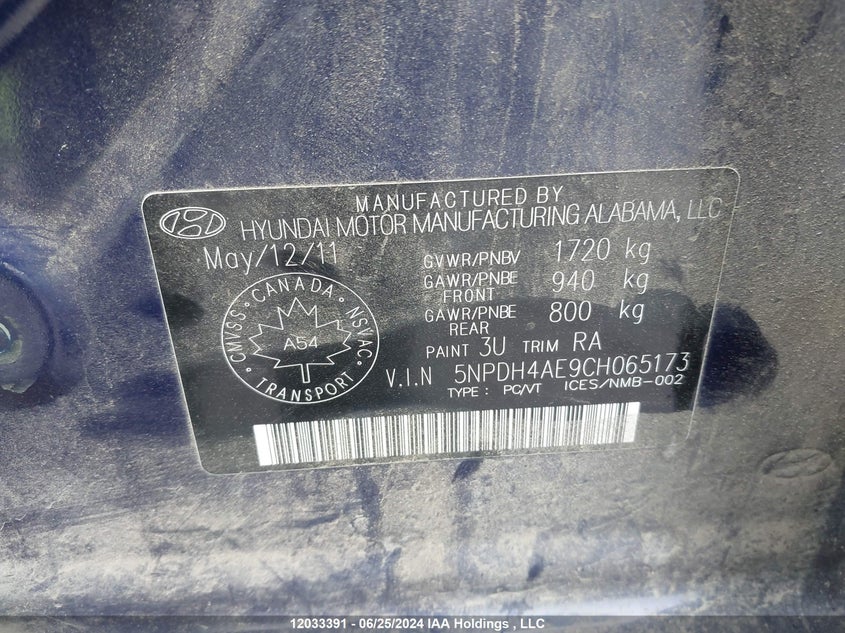 MANUFACTURED BY
HYUNDAI MOTOR MANUFACTURING ALABAMA, LLC
May/12/11
GVWR/PNBV 1720 kg
GAWR/PNBE FRONT 940 kg
GAWR/PNBE REAR 800 kg
PAINT 3U TRIM RA
CANADA
CMVSS NSVAC
A54
TRANSPORT
V.I.N 5NPDH4AE9CH065173
TYPE : PC/VT ICES/NMB-002
12033391 - 06/25/2024 IAA Holdings , LLC